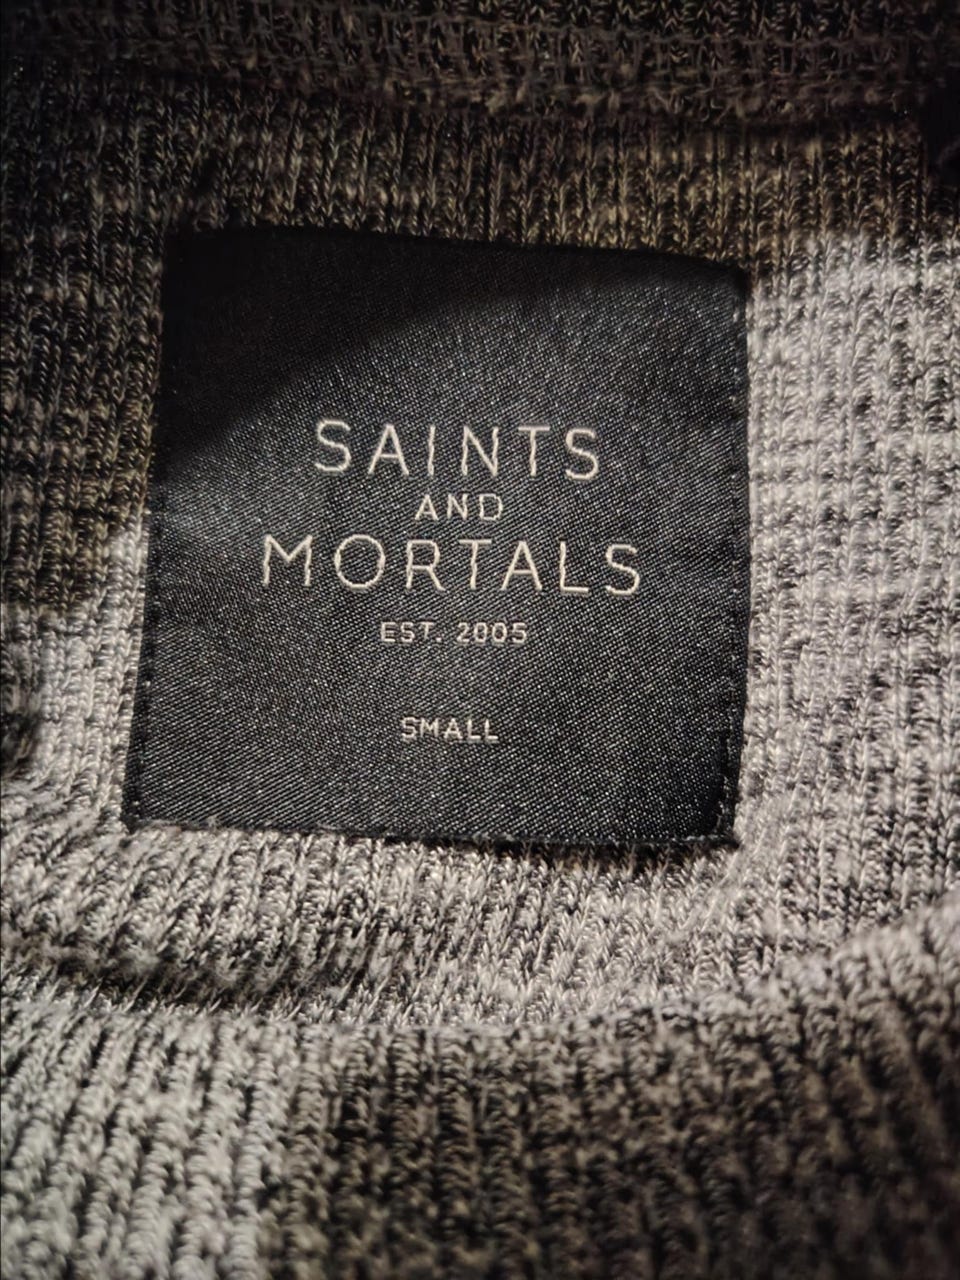 SAINTS
AND
MORTALS
EST. 2005
SMALL